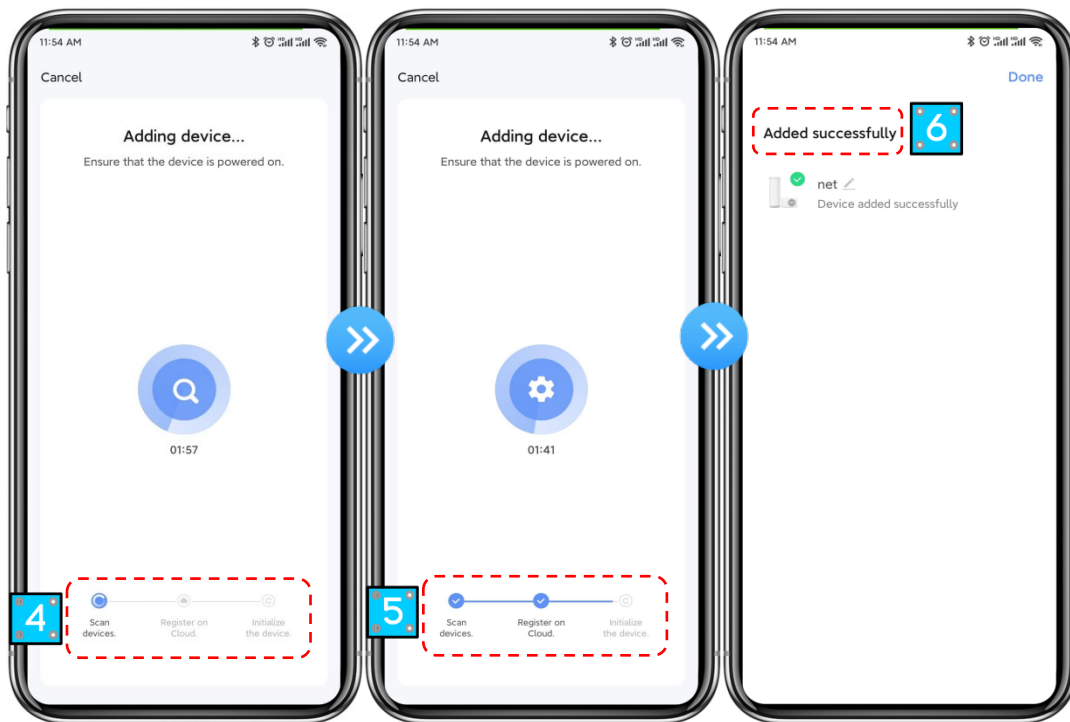 11:54 AM
Cancel
Adding device...
Ensure that the device is powered on.
01:57
4
Scan devices.
Register on Cloud.
Initialize the device.
11:54 AM
Cancel
Adding device...
Ensure that the device is powered on.
01:41
5
Scan devices.
Register on Cloud.
Initialize the device.
11:54 AM
Done
Added successfully
6
net
Device added successfully